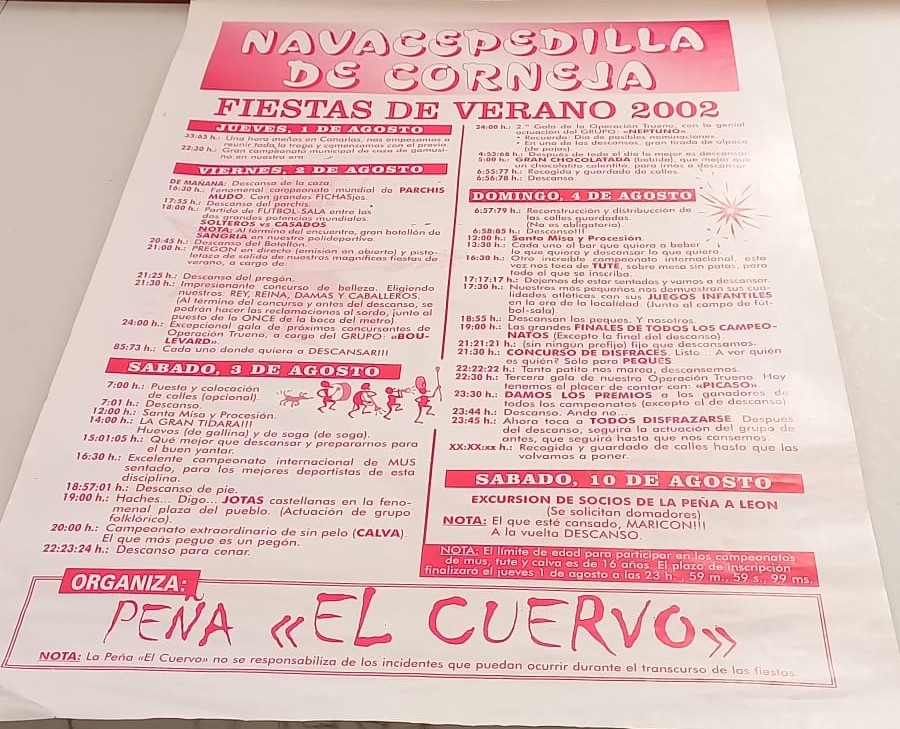 NAVACEPEDILLA
DE CORNEJA
FIESTAS DE VERANO 2002
JUEVES, 1 DE AGOSTO
23:65 h.: Una hora menos en Canarias, nos empezamos a
reunir toda la tropa y comenzamos con el previo.
22:30 h.: Gran campeonato municipal de caza de gamusi-
no en nuestra era
VIERNES, 2 DE AGOSTO
DE MAÑANA: Descanso de la caza.
16:30 h.: Fenomenal campeonato mundial de PARCHIS
MUDO. Con grandes FICHASjes.
17:55 h.: Descanso del parchis.
18:00 h.: Partido de FUTBOL-SALA entre las
dos grandes potencias mundiales.
SOLTEROS vs CASADOS
NOTA: Al término del encuentro, gran botellón de
SANGRIA en nuestro polideportivo.
20:45 h.: Descanso del Botellón.
21:00 h.: PREGON en directo (emisión en abierto) y pisto-
letazo de salida de nuestras magníficas fiestas de
verano, a cargo de:
21:25 h.: Descanso del pregón.
21:30 h.: Impresionante concurso de belleza. Eligiendo
nuestros: REY, REINA, DAMAS Y CABALLEROS.
(Al término del concurso y antes del descanso, se
podrán hacer las reclamaciones al sordo, junto al
puesto de la ONCE de la boca del metro).
24:00 h.: Excepcional gala de próximos concursantes de
Operación Trueno, a cargo del GRUPO: «BOU-
LEVARD».
85:73 h.: Cada uno donde quiera a DESCANSAR!!!
SABADO, 3 DE AGOSTO
7:00 h.: Puesta y colocación
de calles (opcional).
7:01 h.: Descanso.
12:00 h.: Santa Misa y Procesión.
14:00 h.: LA GRAN TIDARA!!!
Huevos (de gallina) y de soga (de soga).
15:01:05 h.: Qué mejor que descansar y prepararnos para
el buen yantar.
16:30 h.: Excelente campeonato internacional de MUS
sentado, para los mejores deportistas de esta
disciplina.
18:57:01 h.: Descanso de pie.
19:00 h.: Haches... Digo... JOTAS castellanas en la feno-
menal plaza del pueblo. (Actuación de grupo
folklórico).
20:00 h.: Campeonato extraordinario de sin pelo (CALVA).
El que más pegue es un pegón.
22:23:24 h.: Descanso para cenar.
24:00 h.: 2.ª Gala de la Operación Trueno, con la genial
actuación del GRUPO: «NEPTUNO».
• Recuerda: Día de posibles nominaciones.
• En uno de las descansos, gran tirada de alpaca
(de pajas)
4:53:66 h.: Después de todo el día lo mejor es descansar.
5:00 h.: GRAN CHOCOLATADA (bebida), que mejor que
un chocolatito calentito, para irnos a descansar.
6:55:77 h.: Recogida y guardado de calles.
6:56:78 h.: Descanso
DOMINGO, 4 DE AGOSTO
6:57:79 h.: Reconstrucción y distribución de
las calles guardadas.
(No es obligatorio)
6:58:85 h.: Descanso!!!
12:00 h.: Santa Misa y Procesión.
13:30 h.: Cada uno al bar que quiera a beber
lo que quiera y descansar lo que quiera.
16:30 h.: Otro increíble campeonato internacional, esta
vez nos toca de TUTE, sobre mesa sin patas, para
todo el que se inscriba.
17:17:17 h.: Dejamos de estar sentados y vamos a descansar.
17:30 h.: Nuestros más pequeños nos demuestran sus cua-
lidades atléticas con sus JUEGOS INFANTILES
en la era de la localidad. (Junto al campo de fút-
bol-sala).
18:55 h.: Descansan los peques. Y nosotros.
19:00 h.: Las grandes FINALES DE TODOS LOS CAMPEO-
NATOS (Excepto la final del descanso).
21:21:21 h.: (sin ningún prefijo) fijo que descansamos.
21:30 h.: CONCURSO DE DISFRACES. Listo... A ver quién
es quién? Sólo para PEQUES.
22:22:22 h.: Tanto patito nos marea, descansemos.
22:30 h.: Tercera gala de nuestra Operación Trueno. Hoy
tenemos el placer de contar con: «PICASO».
23:30 h.: DAMOS LOS PREMIOS a los ganadores de
todos los campeonatos (excepto el de descanso).
23:44 h.: Descanso. Anda no...
23:45 h.: Ahora toca a TODOS DISFRAZARSE. Después
del descanso, seguirá la actuación del grupo de
antes, que seguirá hasta que nos cansemos.
XX:XX:xx h.: Recogida y guardado de calles hasta que las
volvamos a poner.
SABADO, 10 DE AGOSTO
EXCURSION DE SOCIOS DE LA PEÑA A LEON
(Se solicitan domadores)
NOTA: El que esté cansado, MARICON!!!
A la vuelta DESCANSO.
NOTA: El límite de edad para participar en los campeonatos
de mus, tute y calva es de 16 años. El plazo de inscripción
finalizará el jueves 1 de agosto a las 23 h., 59 m., 59 s., 99 ms.
ORGANIZA:
PEÑA «EL CUERVO»
NOTA: La Peña «El Cuervo» no se responsabiliza de los incidentes que puedan ocurrir durante el transcurso de las fiestas.